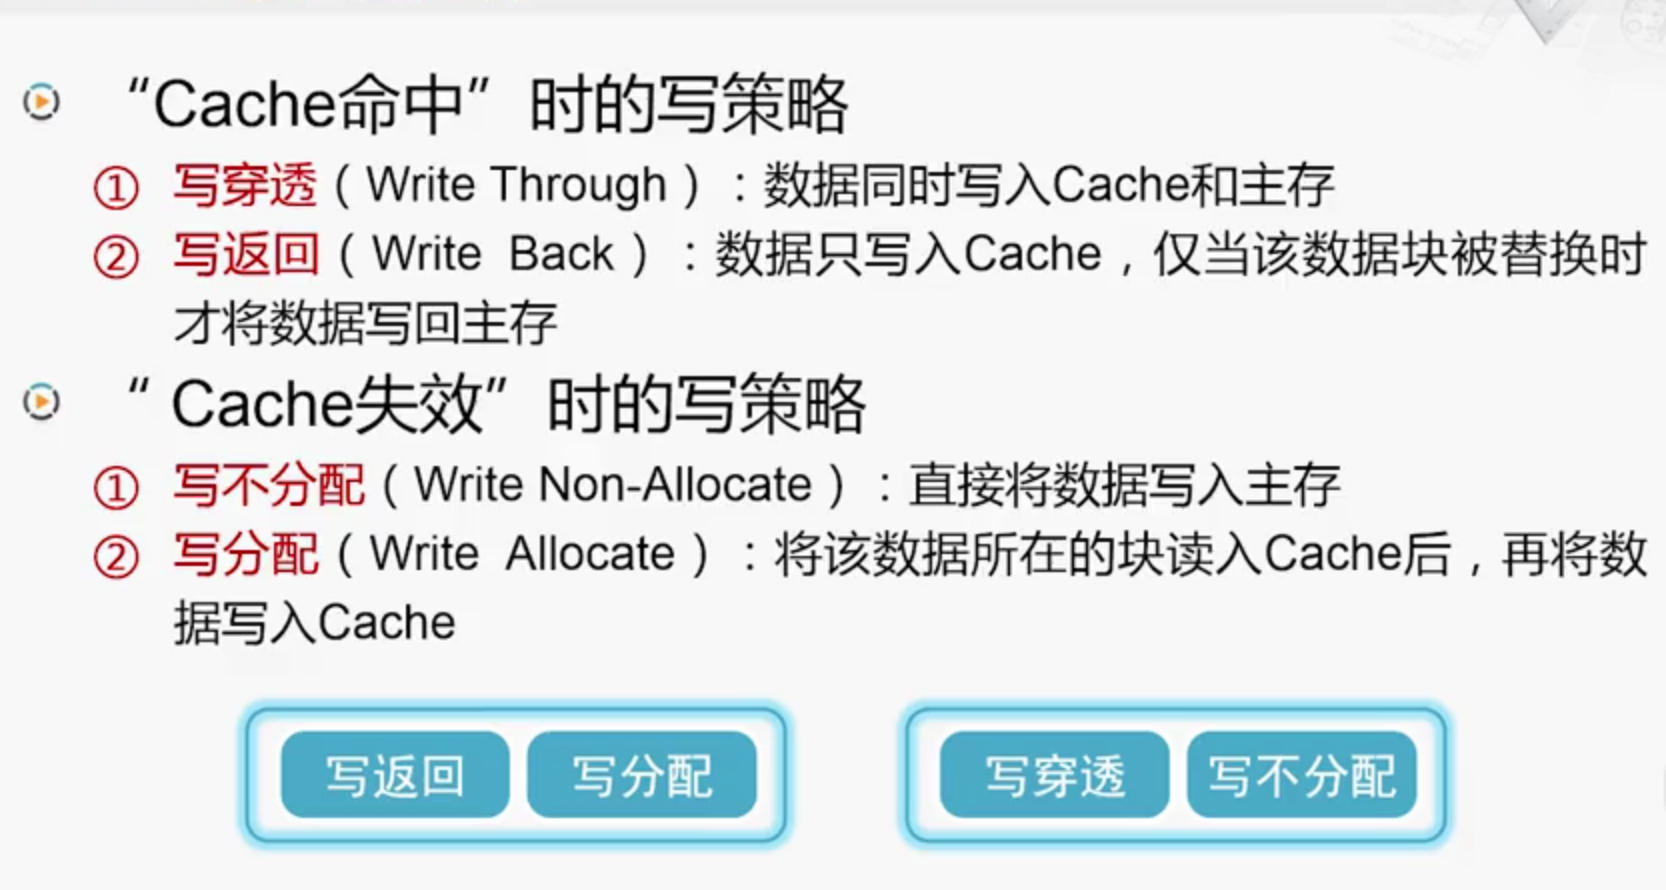 “Cache命中”时的写策略
① 写穿透（Write Through）：数据同时写入Cache和主存
② 写返回（Write Back）：数据只写入Cache，仅当该数据块被替换时
才将数据写回主存
“ Cache失效”时的写策略
① 写不分配（Write Non-Allocate）：直接将数据写入主存
② 写分配（Write Allocate）：将该数据所在的块读入Cache后，再将数
据写入Cache
写返回 写分配 写穿透 写不分配